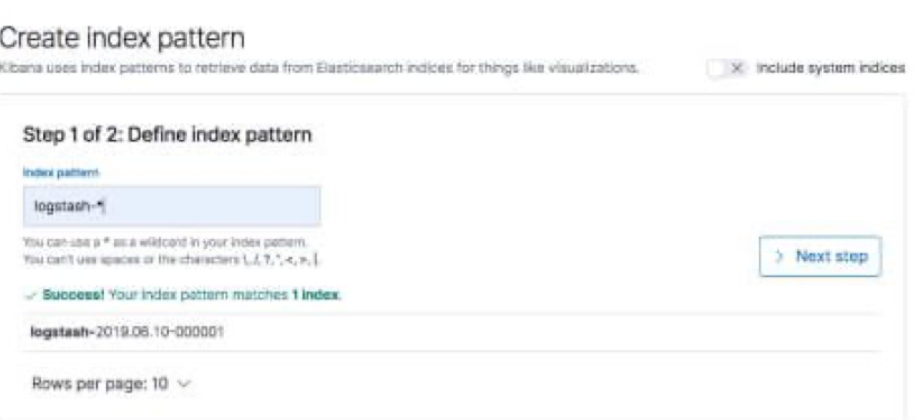 Create index pattern
Kibana uses index patterns to retrieve data from Elasticsearch indices for things like visualizations.
Include system indices
Step 1 of 2: Define index pattern
Index pattern
logstash-*
You can use a * as a wildcard in your index pattern.
You can't use spaces or the characters \, /, ?, ", <, >, |.
Next step
Success! Your index pattern matches 1 index.
logstash-2019.06.10-000001
Rows per page: 10